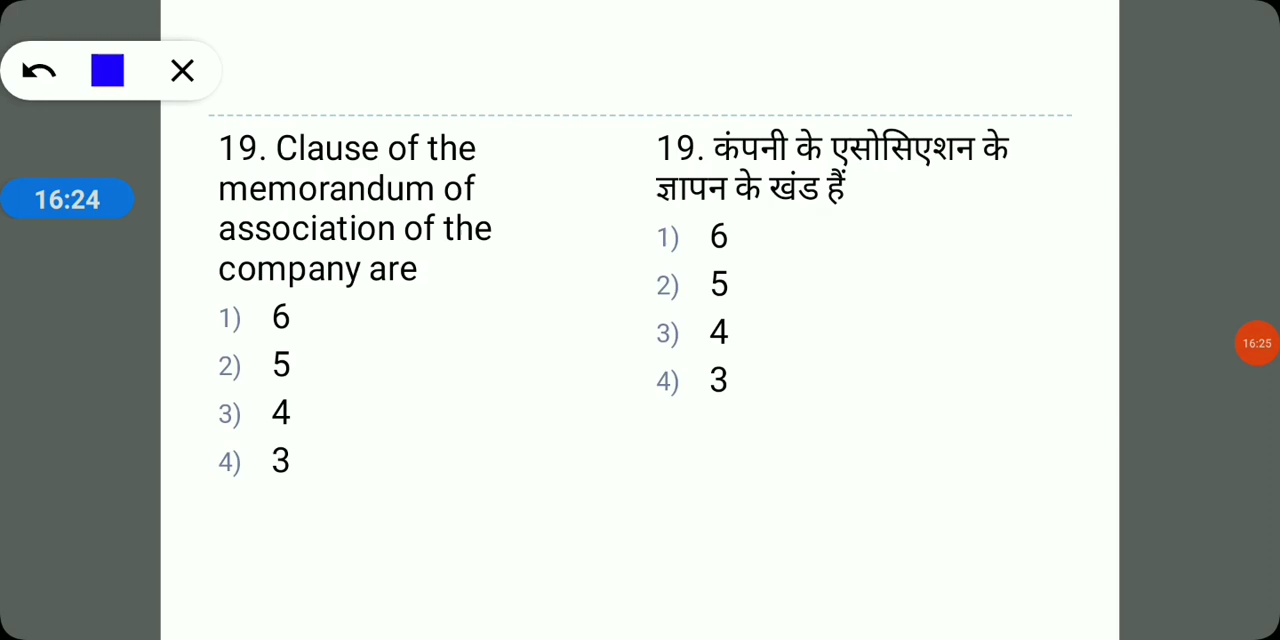 16:24
19. Clause of the
memorandum of
association of the
company are
1) 6
2) 5
3) 4
4) 3
19. कंपनी के एसोसिएशन के
ज्ञापन के खंड हैं
1) 6
2) 5
3) 4
4) 3
16:25